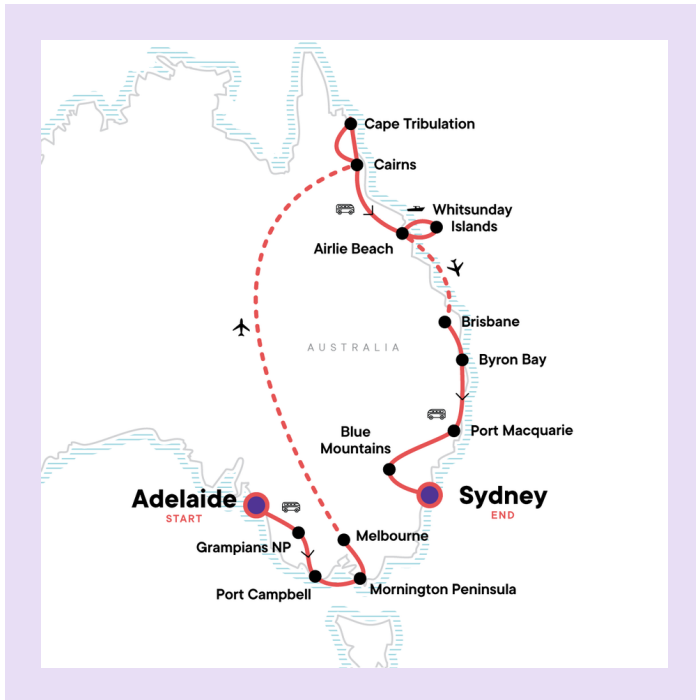 Cape Tribulation
Cairns
Whitsunday
Islands
Airlie Beach
Brisbane
AUSTRALIA
Byron Bay
Blue
Mountains
Port Macquarie
Adelaide
START
Sydney
END
Grampians NP
Melbourne
Port Campbell
Mornington Peninsula